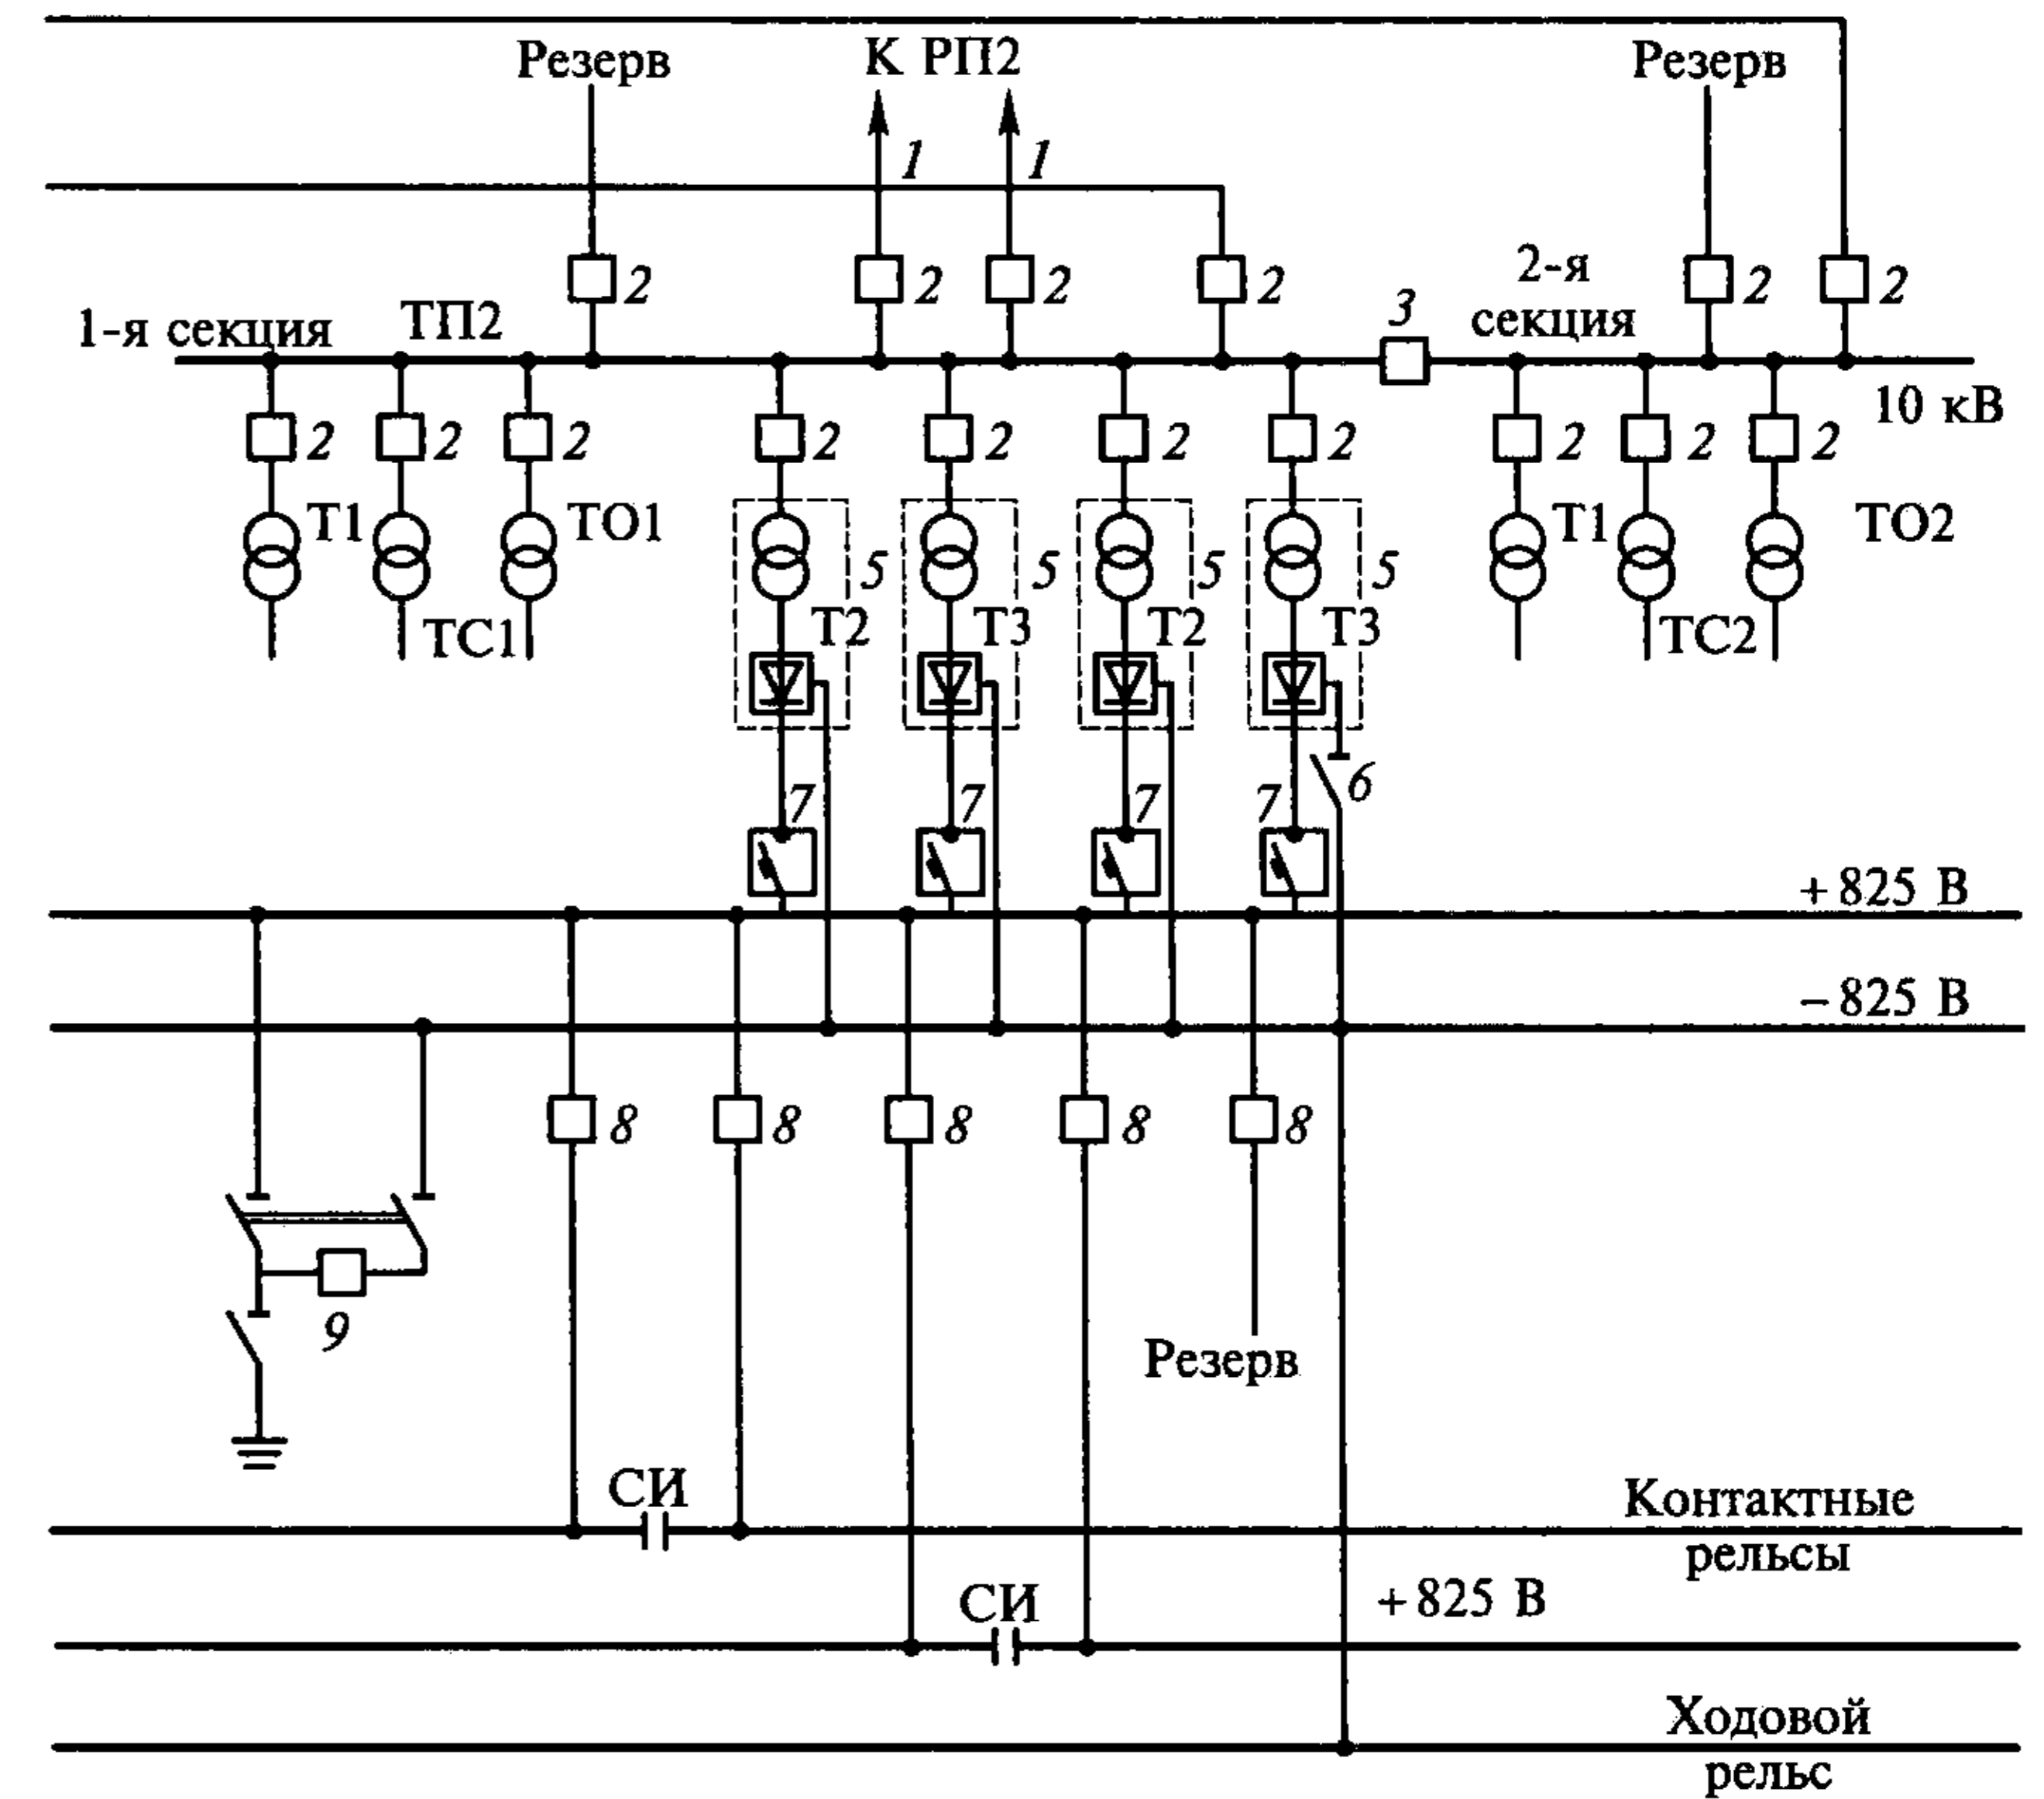 Резерв
К РП2
Резерв
1
1
2
2
2
2
2-я
секция
2
2
3
1-я секция
ТП2
10 кВ
2
2
2
2
2
2
2
2
2
2
Т1
ТО1
5
5
5
5
Т1
ТО2
ТС1
Т2
Т3
Т2
Т3
ТС2
7
7
7
7
6
+ 825 В
− 825 В
8
8
8
8
8
9
Резерв
СИ
Контактные
рельсы
СИ
+ 825 В
Ходовой
рельс